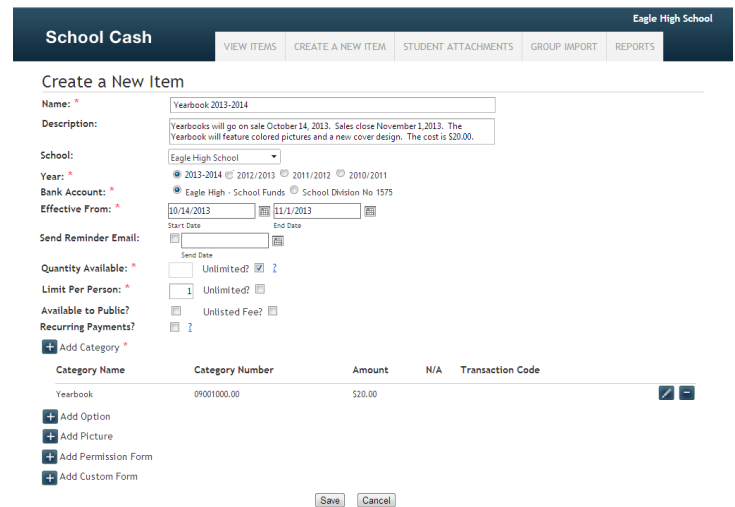 Eagle High School
School Cash
VIEW ITEMS CREATE A NEW ITEM STUDENT ATTACHMENTS GROUP IMPORT REPORTS
Create a New Item
Name: * Yearbook 2013-2014
Description: Yearbooks will go on sale October 14, 2013. Sales close November 1,2013. The
Yearbook will feature colored pictures and a new cover design. The cost is $20.00.
School: Eagle High School
Year: * 2013-2014 2012/2013 2011/2012 2010/2011
Bank Account: * Eagle High - School Funds School Division No 1575
Effective From: * 10/14/2013 11/1/2013
Start Date End Date
Send Reminder Email:
Send Date
Quantity Available: * Unlimited? ?
Limit Per Person: * 1 Unlimited?
Available to Public? Unlisted Fee?
Recurring Payments? ?
+ Add Category *
Category Name Category Number Amount N/A Transaction Code
Yearbook 09001000.00 $20.00
+ Add Option
+ Add Picture
+ Add Permission Form
+ Add Custom Form
Save Cancel